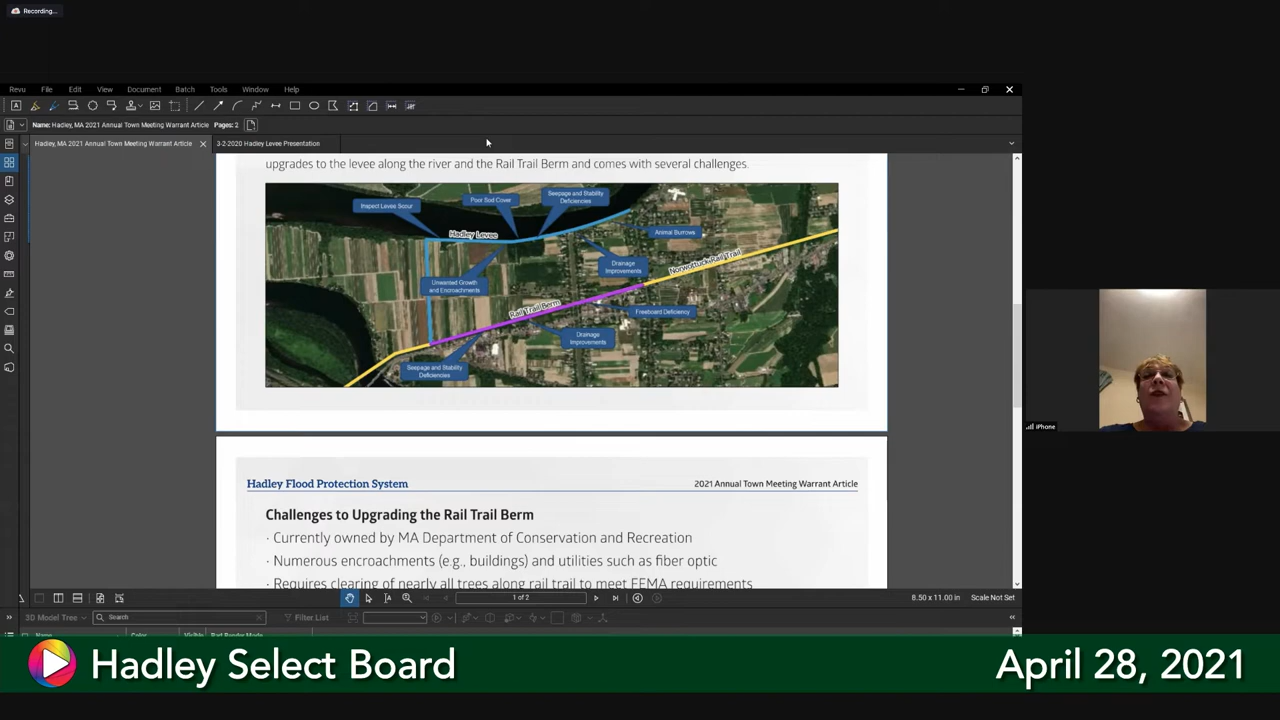 Recording...
Revu File Edit View Document Batch Tools Window Help
Name: Hadley, MA 2021 Annual Town Meeting Warrant Article Pages: 2
Hadley, MA 2021 Annual Town Meeting Warrant Article
3-2-2020 Hadley Levee Presentation
upgrades to the levee along the river and the Rail Trail Berm and comes with several challenges.
Inspect Levee Scour
Poor Sod Cover
Seepage and Stability
Deficiencies
Animal Burrows
Hadley Levee
Drainage
Improvements
Norwottuck Rail Trail
Unwanted Growth
and Encroachments
Rail Trail Berm
Freeboard Deficiency
Drainage
Improvements
Seepage and Stability
Deficiencies
iPhone
Hadley Flood Protection System
2021 Annual Town Meeting Warrant Article
Challenges to Upgrading the Rail Trail Berm
· Currently owned by MA Department of Conservation and Recreation
· Numerous encroachments (e.g., buildings) and utilities such as fiber optic
· Requires clearing of nearly all trees along rail trail to meet FEMA requirements
1 of 2
8.50 x 11.00 in Scale Not Set
3D Model Tree Search Filter List
Name Color Visible Part Render Mode
Hadley Select Board
April 28, 2021